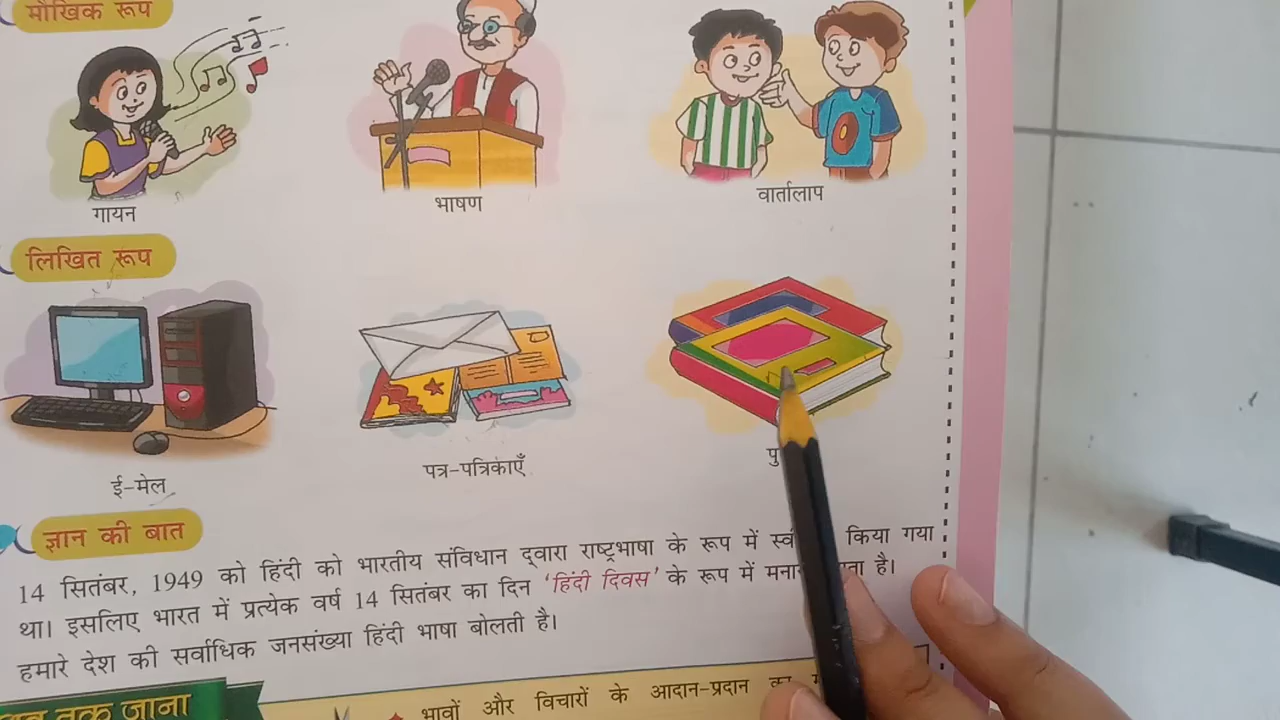 मौखिक रूप
गायन
भाषण
वार्तालाप
लिखित रूप
ई-मेल
पत्र-पत्रिकाएँ
ज्ञान की बात
14 सितंबर, 1949 को हिंदी को भारतीय संविधान द्वारा राष्ट्रभाषा के रूप में किया गया
था। इसलिए भारत में प्रत्येक वर्ष 14 सितंबर का दिन 'हिंदी दिवस' के रूप में है।
हमारे देश की सर्वाधिक जनसंख्या हिंदी भाषा बोलती है।
तक जाना
भावों और विचारों के आदान-प्रदान का